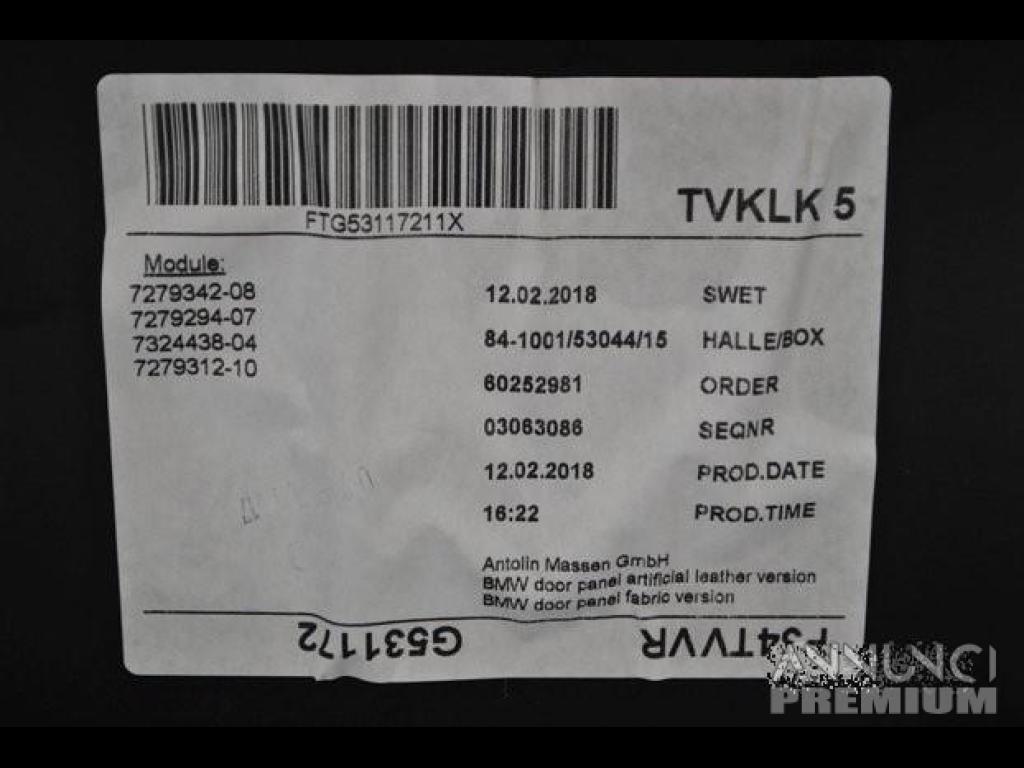 TVKLK 5
FTG53117211X
Module:
7279342-08
7279294-07
7324438-04
7279312-10
12.02.2018 SWET
84-1001/53044/15 HALLE/BOX
60252981 ORDER
03063086 SEQNR
12.02.2018 PROD.DATE
16:22 PROD.TIME
Antolin Massen GmbH
BMW door panel artificial leather version
BMW door panel fabric version
G531172
F34TVVR
ANNUNCI
PREMIUM